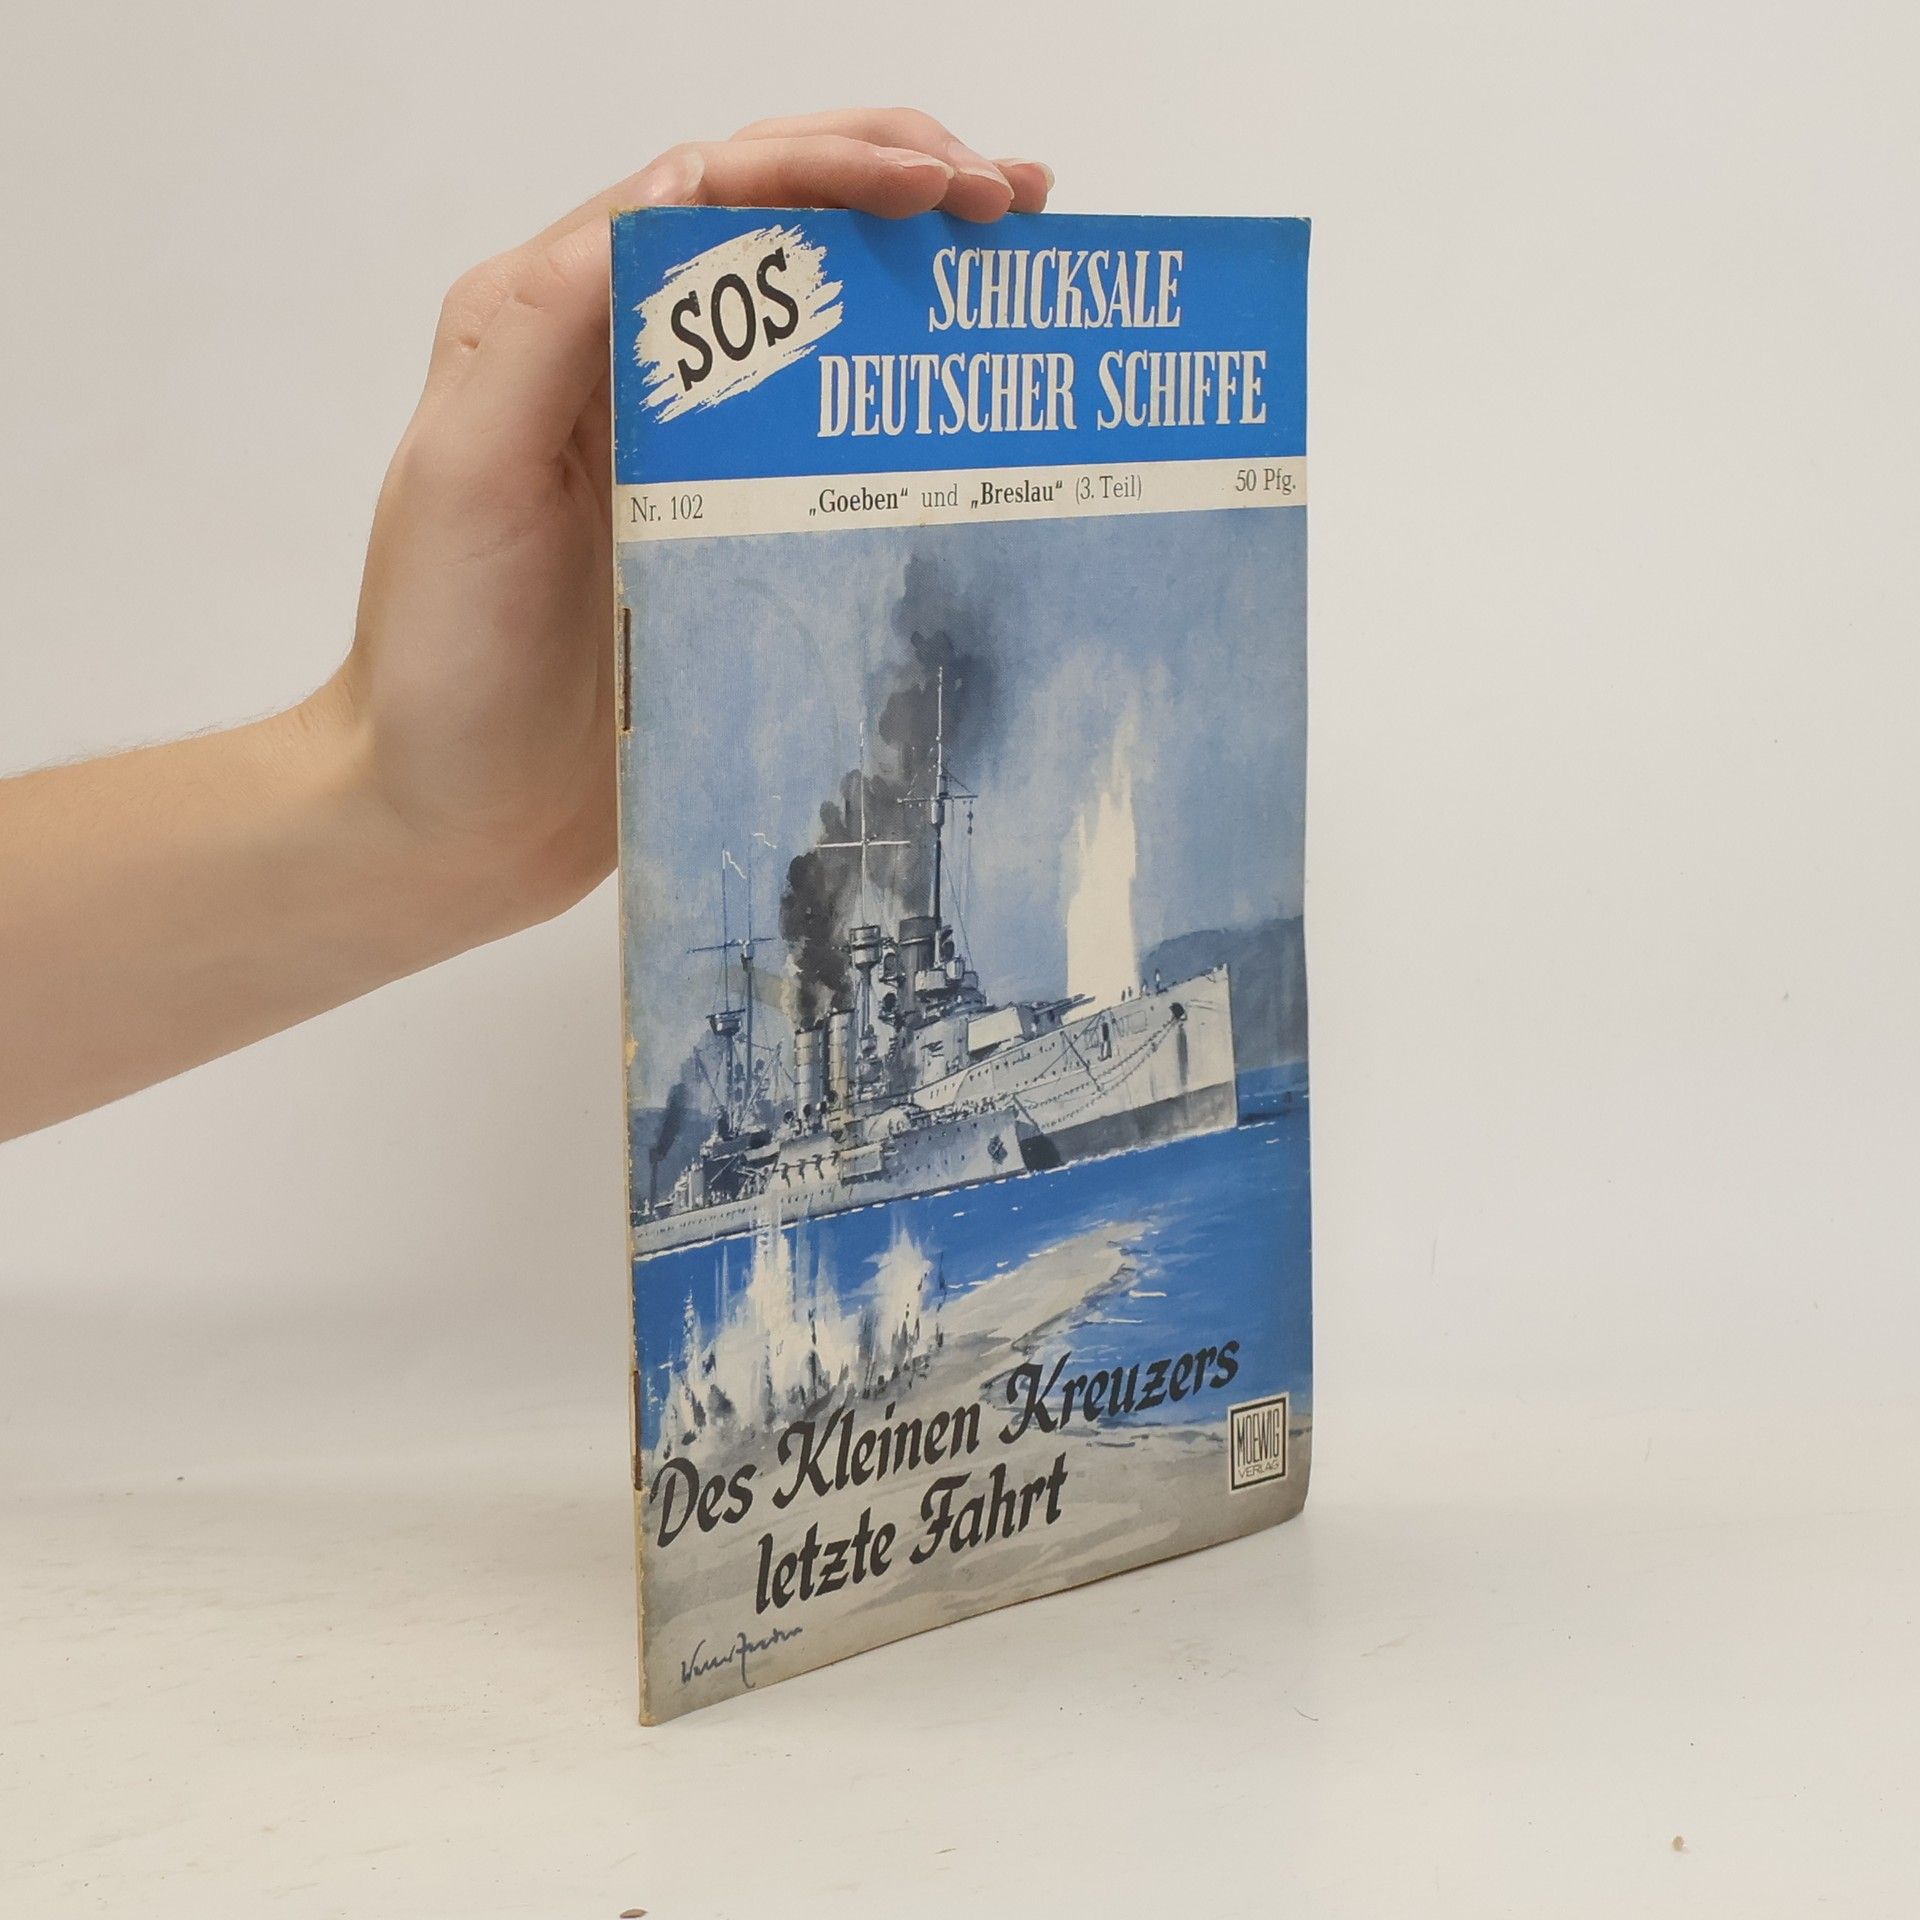 SOS
SCHICKSALE
DEUTSCHER SCHIFFE
Nr. 102 „Goeben“ und „Breslau“ (3. Teil) 50 Pfg.
Des Kleinen Kreuzers
letzte Fahrt
MOEWIG
VERLAG